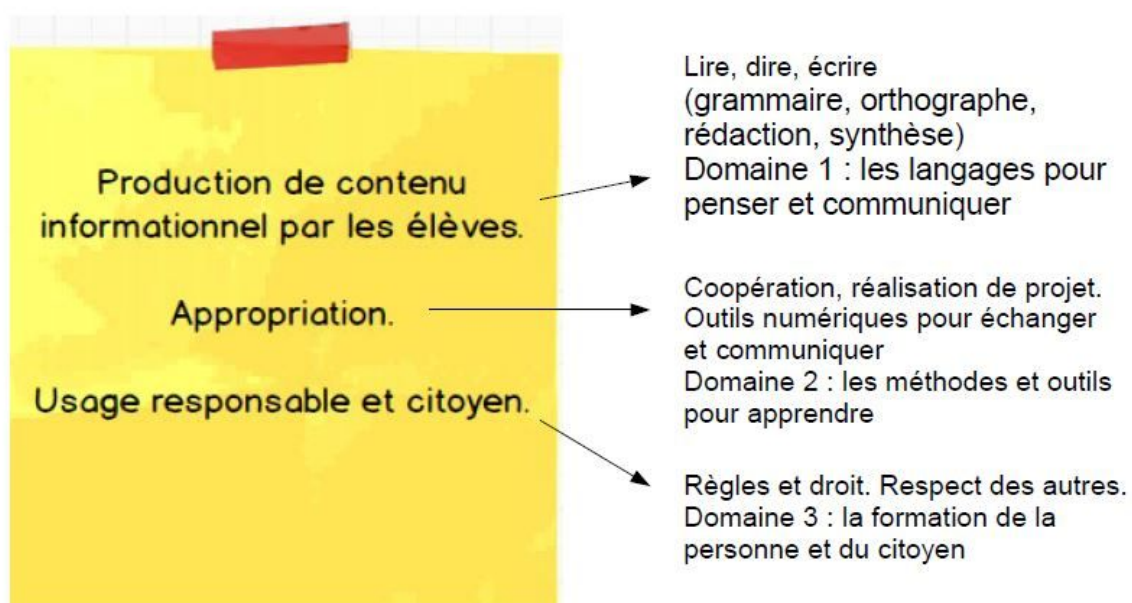 Production de contenu
informationnel par les élèves.
Appropriation.
Usage responsable et citoyen.
Lire, dire, écrire
(grammaire, orthographe,
rédaction, synthèse)
Domaine 1 : les langages pour
penser et communiquer
Coopération, réalisation de projet.
Outils numériques pour échanger
et communiquer
Domaine 2 : les méthodes et outils
pour apprendre
Règles et droit. Respect des autres.
Domaine 3 : la formation de la
personne et du citoyen